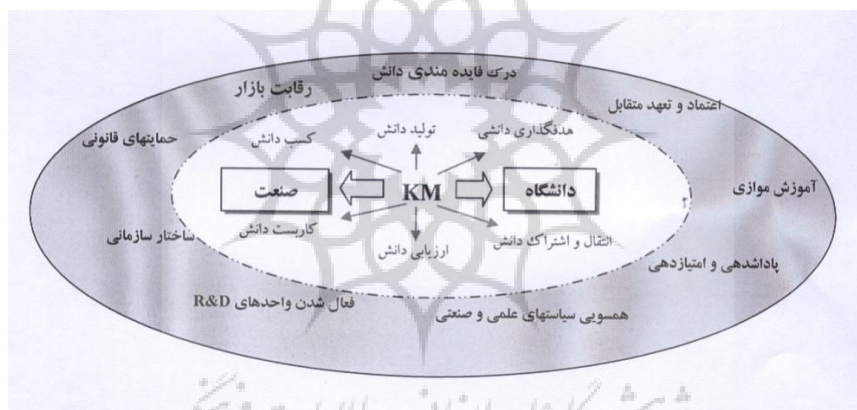 درک فایده مندی دانش
رقابت بازار
اعتماد و تعهد متقابل
حمایتهای قانونی
هدفگذاری دانش
تولید دانش
کسب دانش
آموزش موازی
دانشگاه
KM
صنعت
انتقال و اشتراک دانش
ارزیابی دانش
کاربست دانش
ساختار سازمانی
پاداشدهی و امتیازدهی
همسویی سیاستهای علمی و صنعتی
فعال شدن واحدهای R&D